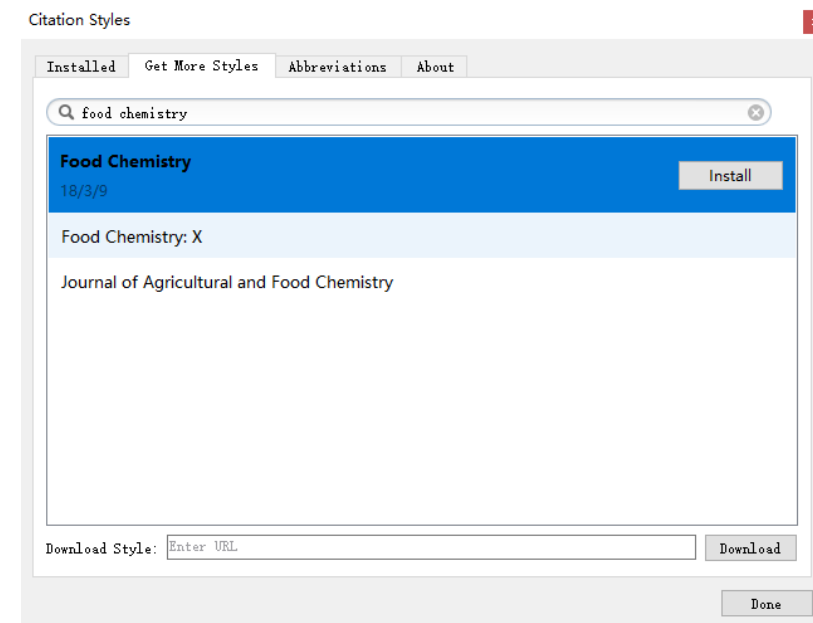 Citation Styles
Installed Get More Styles Abbreviations About
food chemistry
Food Chemistry
18/3/9
Install
Food Chemistry: X
Journal of Agricultural and Food Chemistry
Download Style: Enter URL Download
Done